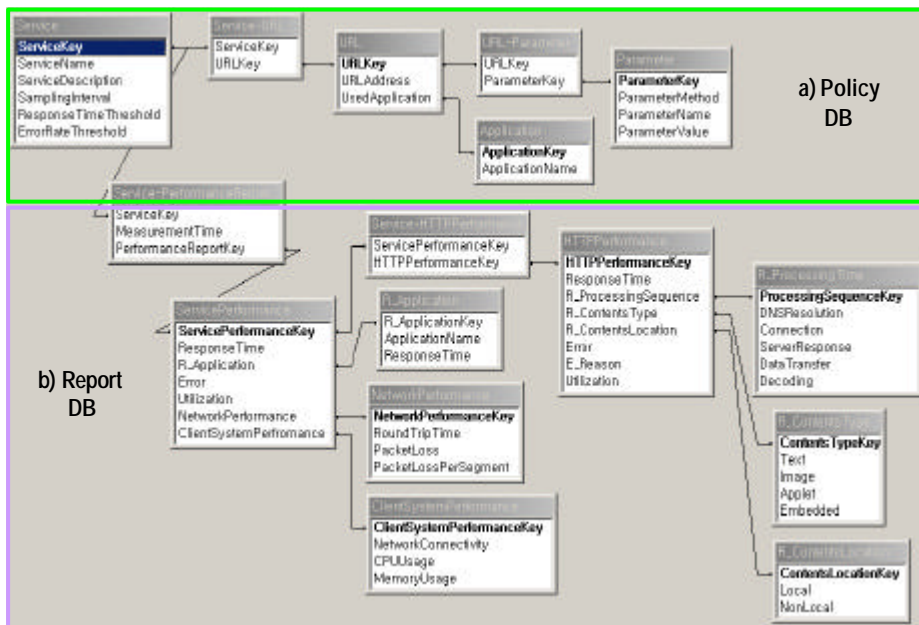 Service
ServiceKey
ServiceName
ServiceDescription
SamplingInterval
ResponseTimeThreshold
ErrorRateThreshold
Service-URL
ServiceKey
URLKey
URL
URLKey
URLAddress
UsedApplication
URL-Parameter
URLKey
ParameterKey
Parameter
ParameterKey
ParameterMethod
ParameterName
ParameterValue
Application
ApplicationKey
ApplicationName
a) Policy
DB
ServiceKey
MeasurementTime
PerformanceReportKey
Service-HTTPPerformance
ServicePerformanceKey
HTTPPerformanceKey
HTTPPerformance
HTTPPerformanceKey
ResponseTime
R_ProcessingSequence
R_ContentsType
R_ContentsLocation
Error
E_Reason
Utilization
R_ProcessingTime
ProcessingSequenceKey
DNSResolution
Connection
ServerResponse
DataTransfer
Decoding
ServicePerformance
ServicePerformanceKey
ResponseTime
R_Application
Error
Utilization
NetworkPerformance
ClientSystemPerfromance
R_Application
R_ApplicationKey
ApplicationName
ResponseTime
NetworkPerformance
NetworkPerformanceKey
RoundTripTime
PacketLoss
PacketLossPerSegment
ClientSystemPerformance
ClientSystemPerformanceKey
NetworkConnectivity
CPUUsage
MemoryUsage
R_ContentsType
ContentsTypeKey
Text
Image
Applet
Embedded
R_ContentsLocation
ContentsLocationKey
Local
NonLocal
b) Report
DB